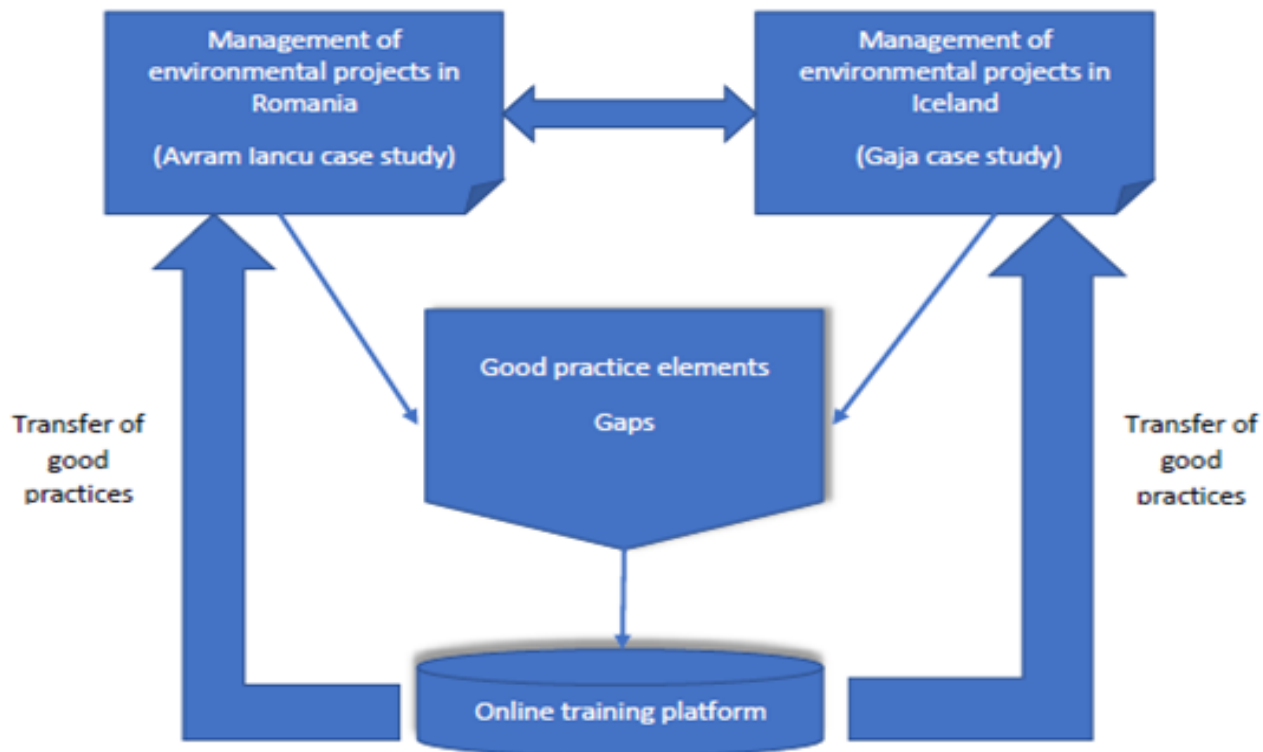 Management of
environmental projects in
Romania
(Avram Iancu case study)
Management of
environmental projects in
Iceland
(Gaja case study)
Good practice elements
Gaps
Transfer of
good
practices
Transfer of
good
practices
Online training platform